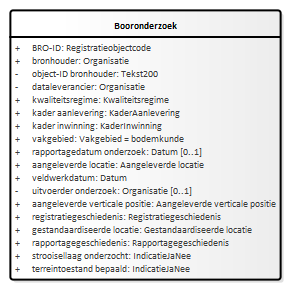 Booronderzoek
+ BRO-ID: Registratieobjectcode
+ bronhouder: Organisatie
- object-ID bronhouder: Tekst200
- dataleverancier: Organisatie
+ kwaliteitsregime: Kwaliteitsregime
+ kader aanlevering: KaderAanlevering
+ kader inwinning: KaderInwinning
+ vakgebied: Vakgebied = bodemkunde
+ rapportagedatum onderzoek: Datum [0..1]
+ aangeleverde locatie: Aangeleverde locatie
+ veldwerkdatum: Datum
- uitvoerder onderzoek: Organisatie [0..1]
+ aangeleverde verticale positie: Aangeleverde verticale positie
+ registratiegeschiedenis: Registratiegeschiedenis
+ gestandaardiseerde locatie: Gestandaardiseerde locatie
+ rapportagegeschiedenis: Rapportagegeschiedenis
+ strooisellaag onderzocht: IndicatieJaNee
+ terreintoestand bepaald: IndicatieJaNee